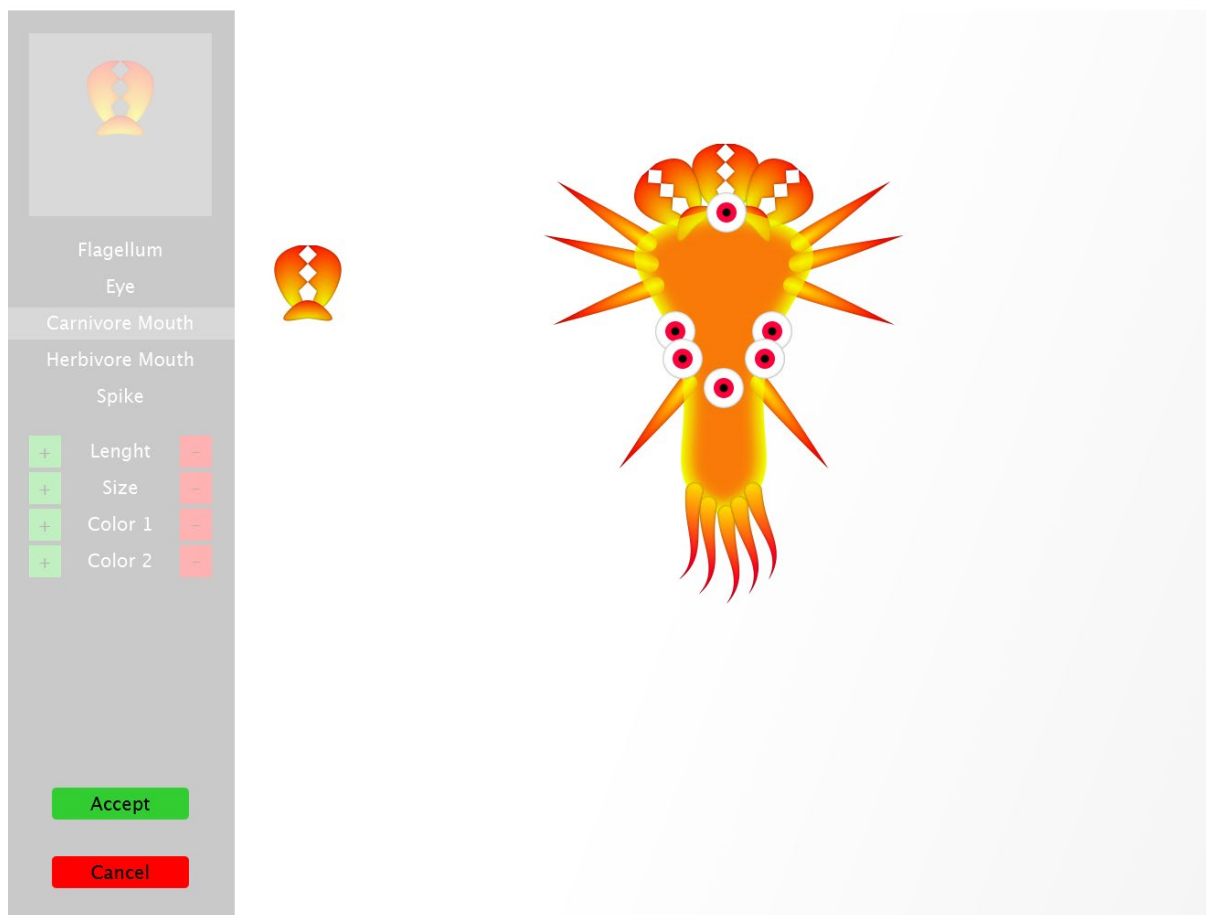 Flagellum
Eye
Carnivore Mouth
Herbivore Mouth
Spike
+ Lenght -
+ Size -
+ Color 1 -
+ Color 2 -
Accept
Cancel